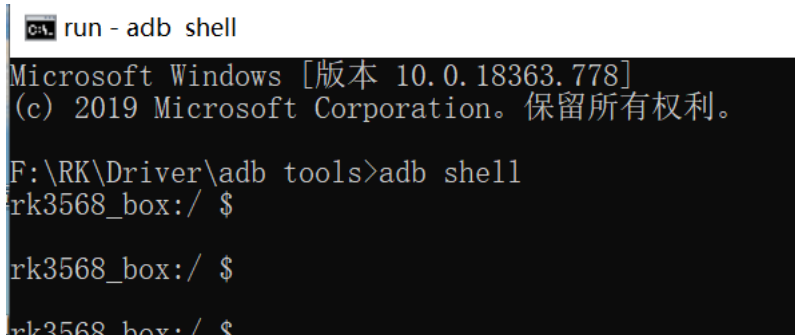 run - adb  shell
Microsoft Windows [版本 10.0.18363.778]
(c) 2019 Microsoft Corporation。保留所有权利。
F:\RK\Driver\adb tools>adb shell
rk3568_box:/ $
rk3568_box:/ $
rk3568_box:/ $